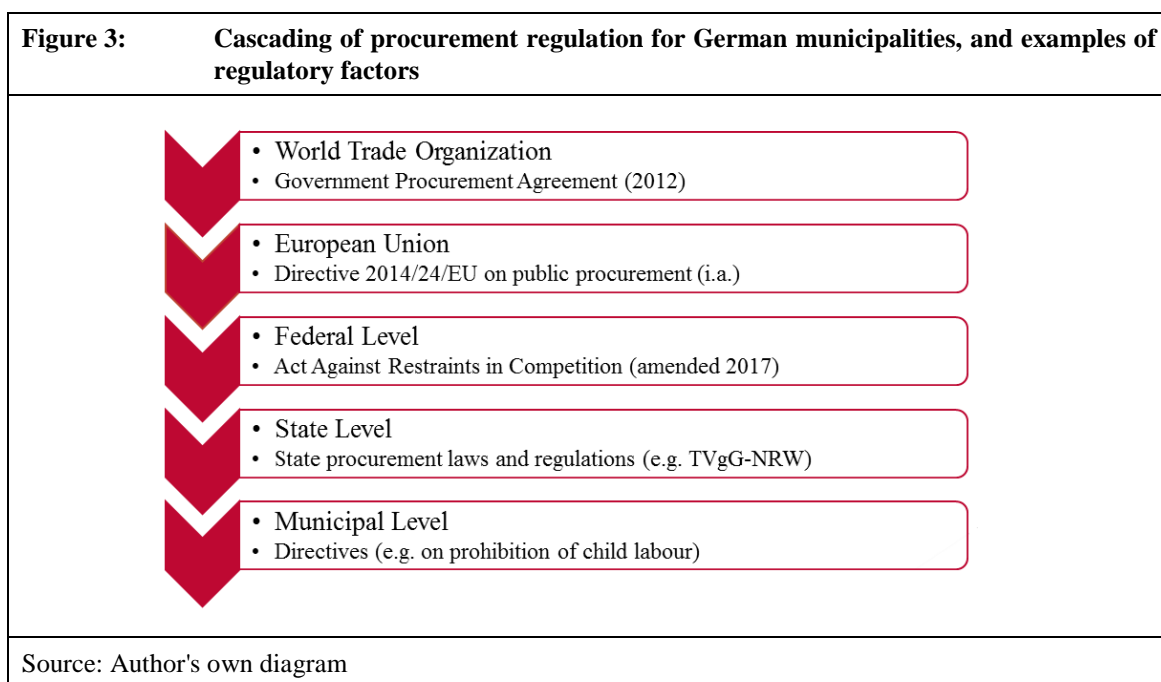 Figure 3: Cascading of procurement regulation for German municipalities, and examples of
regulatory factors
• World Trade Organization
• Government Procurement Agreement (2012)
• European Union
• Directive 2014/24/EU on public procurement (i.a.)
• Federal Level
• Act Against Restraints in Competition (amended 2017)
• State Level
• State procurement laws and regulations (e.g. TVgG-NRW)
• Municipal Level
• Directives (e.g. on prohibition of child labour)
Source: Author's own diagram